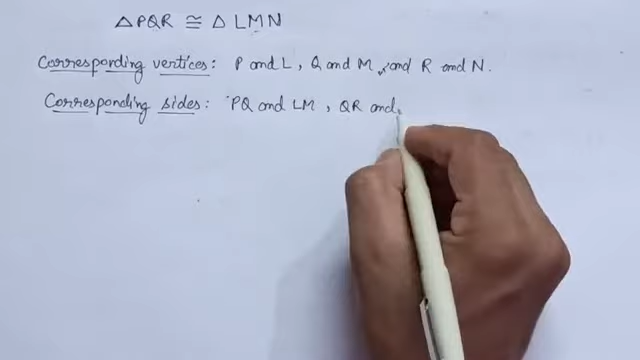 △PQR ≅ △LMN
Corresponding vertices: P and L, Q and M, and R and N.
Corresponding sides: PQ and LM, QR and